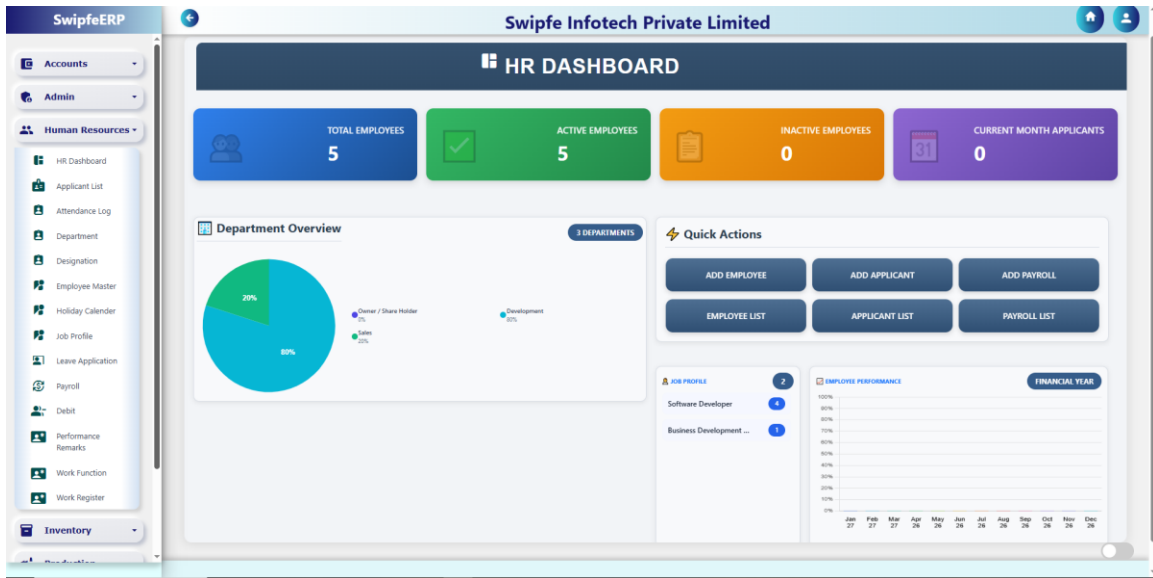 SwipfeERP
Swipfe Infotech Private Limited
Accounts
Admin
Human Resources
HR Dashboard
Applicant List
Attendance Log
Department
Designation
Employee Master
Holiday Calender
Job Profile
Leave Application
Payroll
Debit
Performance
Remarks
Work Function
Work Register
Inventory
HR DASHBOARD
TOTAL EMPLOYEES
5
ACTIVE EMPLOYEES
5
INACTIVE EMPLOYEES
0
31
CURRENT MONTH APPLICANTS
0
Department Overview
3 DEPARTMENTS
20%
80%
Owner / Share Holder
0%
Development
80%
Sales
20%
Quick Actions
ADD EMPLOYEE
ADD APPLICANT
ADD PAYROLL
EMPLOYEE LIST
APPLICANT LIST
PAYROLL LIST
JOB PROFILE
2
Software Developer
4
Business Development ...
1
EMPLOYEE PERFORMANCE
FINANCIAL YEAR
100%
90%
80%
70%
60%
50%
40%
30%
20%
10%
0%
Jan Feb Mar Apr May Jun Jul Aug Sep Oct Nov Dec
27 27 27 26 26 26 26 26 26 26 26 26